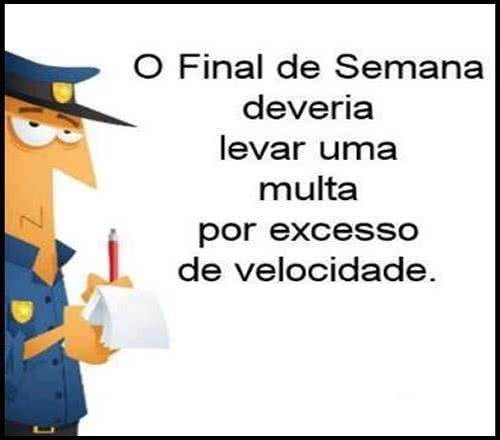 O Final de Semana
deveria
levar uma
multa
por excesso
de velocidade.